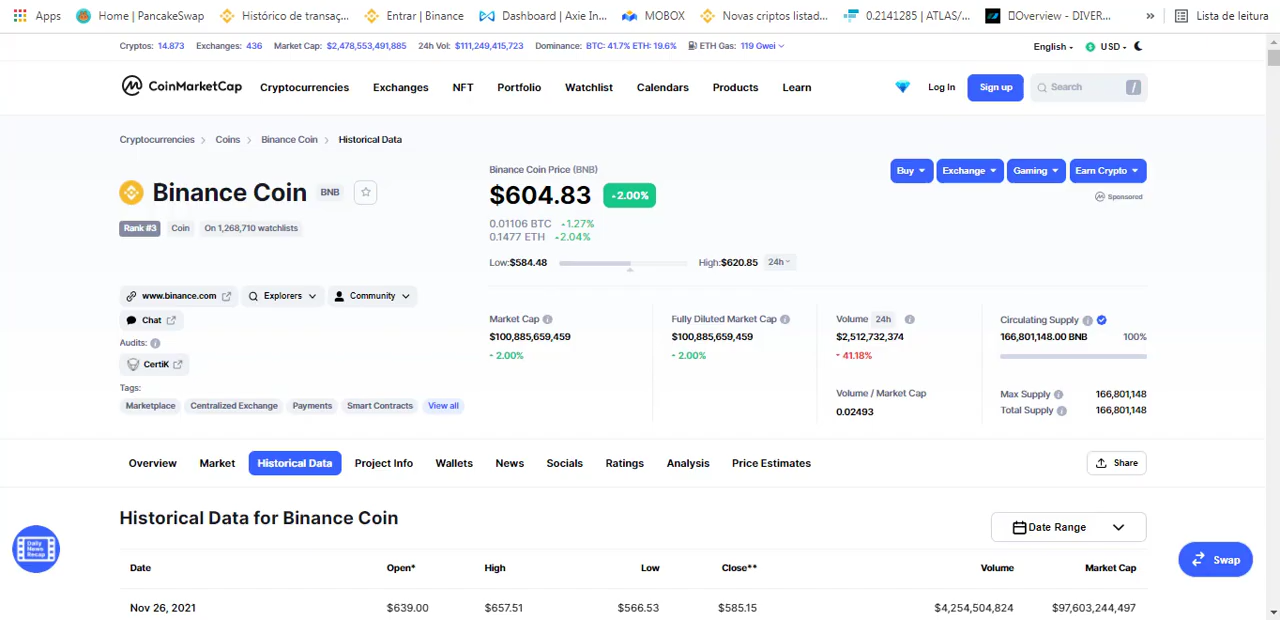 Apps Home | PancakeSwap Histórico de transaç... Entrar | Binance Dashboard | Axie In... MOBOX Novas criptos listad... 0.2141285 | ATLAS/... Overview - DIVER... » Lista de leitura
Cryptos: 14.873 Exchanges: 436 Market Cap: $2,478,553,491,885 24h Vol: $111,249,415,723 Dominance: BTC: 41.7% ETH: 19.6% ETH Gas: 119 Gwei English USD
CoinMarketCap Cryptocurrencies Exchanges NFT Portfolio Watchlist Calendars Products Learn Log In Sign up Search /
Cryptocurrencies > Coins > Binance Coin > Historical Data
Binance Coin Price (BNB)
Buy Exchange Gaming Earn Crypto
Binance Coin BNB
$604.83 2.00%
Sponsored
0.01106 BTC 1.27%
Rank #3 Coin On 1,268,710 watchlists
0.1477 ETH 2.04%
Low:$584.48 High:$620.85 24h
www.binance.com Explorers Community
Chat
Audits:
CertiK
Tags:
Marketplace Centralized Exchange Payments Smart Contracts View all
Market Cap
$100,885,659,459
2.00%
Fully Diluted Market Cap
$100,885,659,459
2.00%
Volume 24h
$2,512,732,374
41.18%
Volume / Market Cap
0.02493
Circulating Supply
166,801,148.00 BNB 100%
Max Supply 166,801,148
Total Supply 166,801,148
Overview Market Historical Data Project Info Wallets News Socials Ratings Analysis Price Estimates Share
Historical Data for Binance Coin
Date Range
Daily
News
Recap
Swap
Date Open* High Low Close** Volume Market Cap
Nov 26, 2021 $639.00 $657.51 $566.53 $585.15 $4,254,504,824 $97,603,244,497